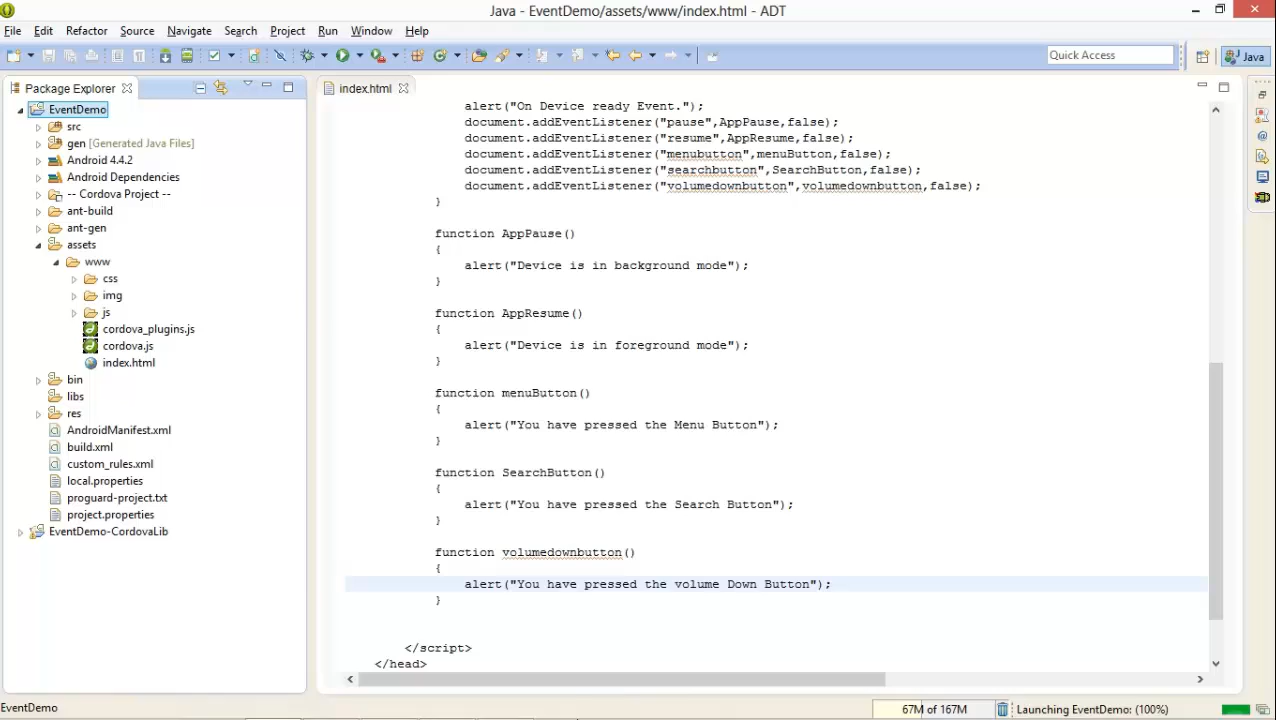 Java - EventDemo/assets/www/index.html - ADT
File Edit Refactor Source Navigate Search Project Run Window Help
Quick Access
Java
Package Explorer
EventDemo
src
gen [Generated Java Files]
Android 4.4.2
Android Dependencies
-- Cordova Project --
ant-build
ant-gen
assets
www
css
img
js
cordova_plugins.js
cordova.js
index.html
bin
libs
res
AndroidManifest.xml
build.xml
custom_rules.xml
local.properties
proguard-project.txt
project.properties
EventDemo-CordovaLib
index.html
alert("On Device ready Event.");
document.addEventListener("pause",AppPause,false);
document.addEventListener("resume",AppResume,false);
document.addEventListener("menubutton",menuButton,false);
document.addEventListener("searchbutton",SearchButton,false);
document.addEventListener("volumedownbutton",volumedownbutton,false);
}
function AppPause()
{
alert("Device is in background mode");
}
function AppResume()
{
alert("Device is in foreground mode");
}
function menuButton()
{
alert("You have pressed the Menu Button");
}
function SearchButton()
{
alert("You have pressed the Search Button");
}
function volumedownbutton()
{
alert("You have pressed the volume Down Button");
}
</script>
</head>
EventDemo
67M of 167M
Launching EventDemo: (100%)